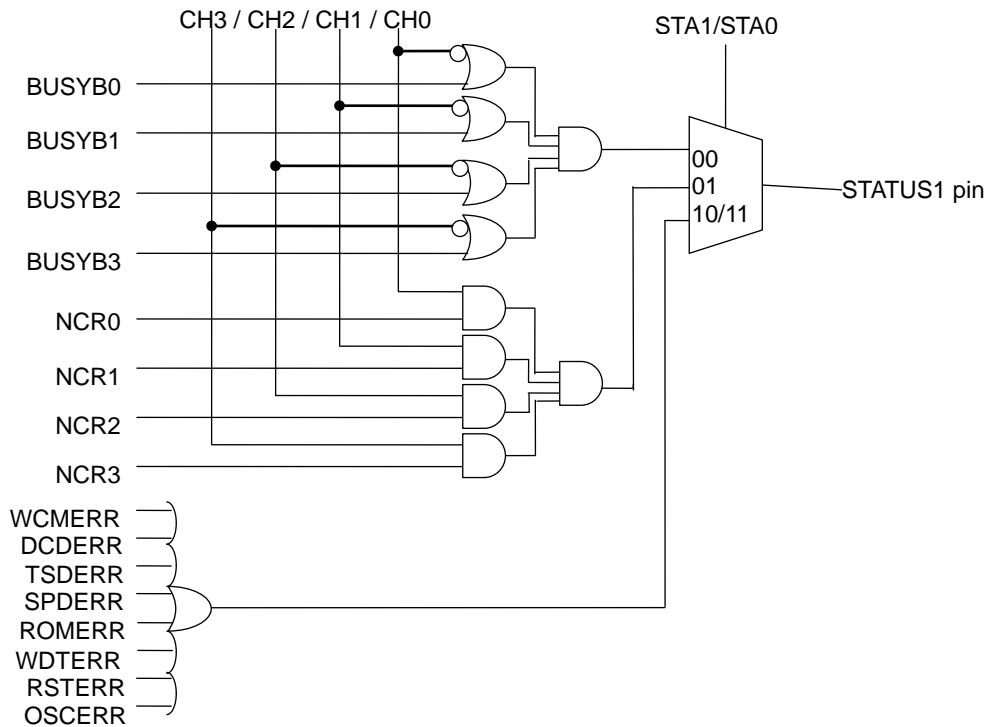 CH3 / CH2 / CH1 / CH0
STA1/STA0
BUSYB0
BUSYB1
BUSYB2
BUSYB3
00
01
10/11
STATUS1 pin
NCR0
NCR1
NCR2
NCR3
WCMERR
DCDERR
TSDERR
SPDERR
ROMERR
WDTERR
RSTERR
OSCERR